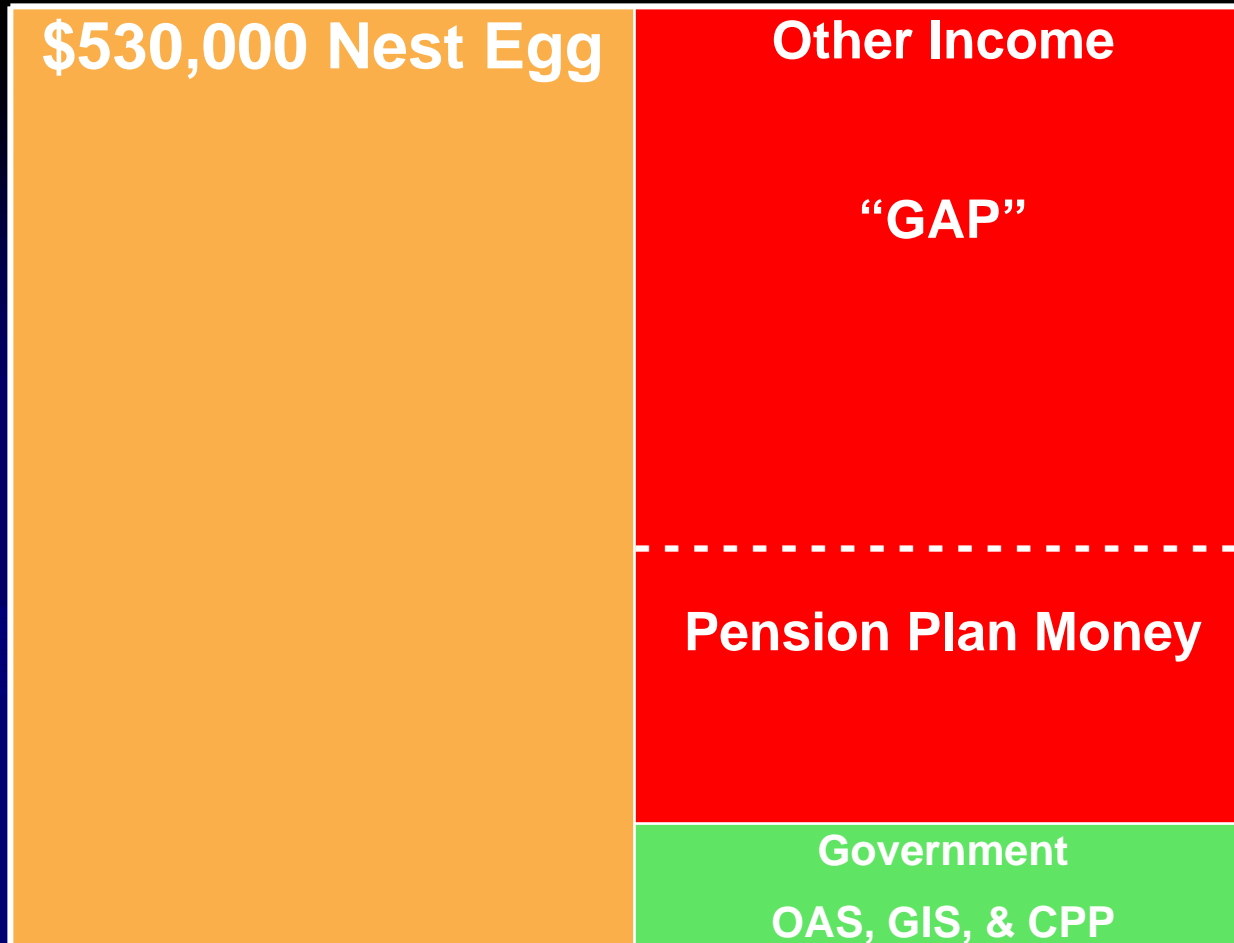 $530,000 Nest Egg
Other Income
“GAP”
Pension Plan Money
Government
OAS, GIS, & CPP